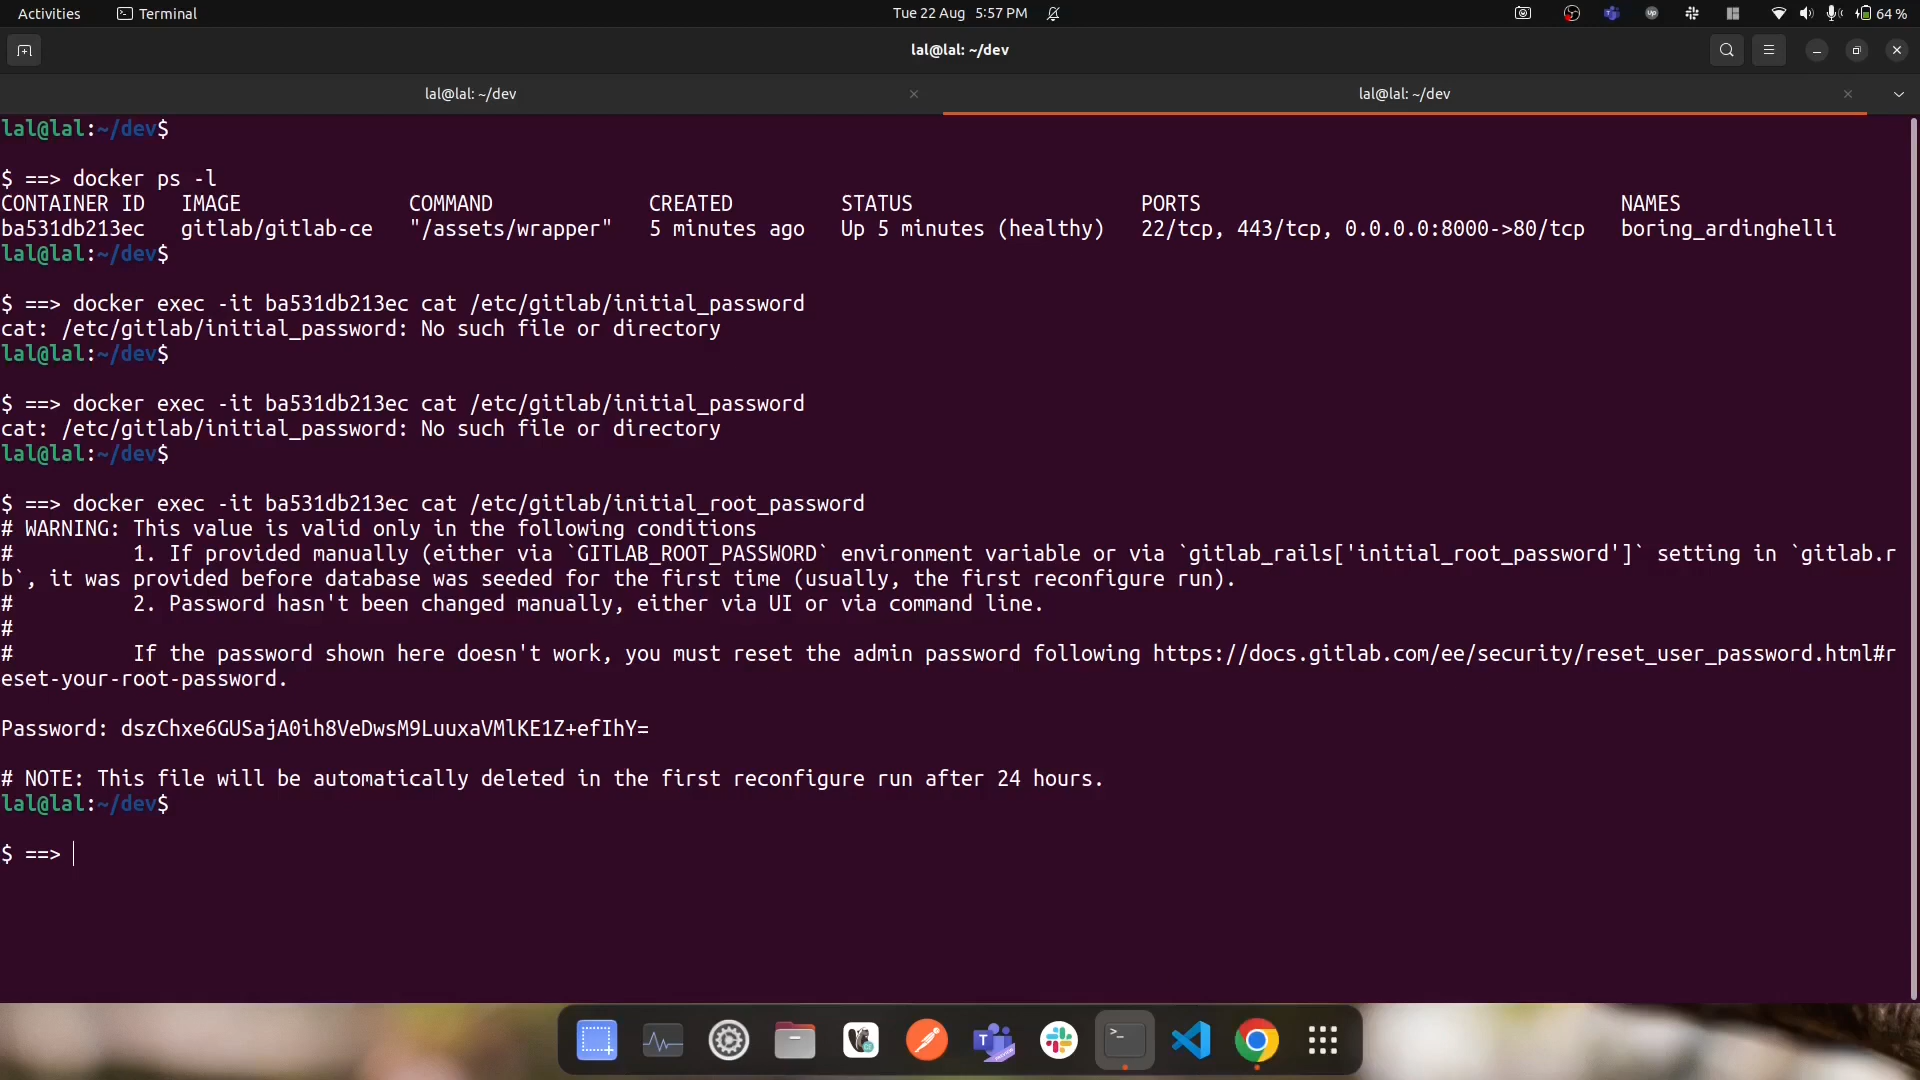 Activities Terminal Tue 22 Aug 5:57 PM 64 %
lal@lal: ~/dev
lal@lal: ~/dev lal@lal: ~/dev
lal@lal:~/dev$
$ ==> docker ps -l
CONTAINER ID IMAGE COMMAND CREATED STATUS PORTS NAMES
ba531db213ec gitlab/gitlab-ce "/assets/wrapper" 5 minutes ago Up 5 minutes (healthy) 22/tcp, 443/tcp, 0.0.0.0:8000->80/tcp boring_ardinghelli
lal@lal:~/dev$
$ ==> docker exec -it ba531db213ec cat /etc/gitlab/initial_password
cat: /etc/gitlab/initial_password: No such file or directory
lal@lal:~/dev$
$ ==> docker exec -it ba531db213ec cat /etc/gitlab/initial_password
cat: /etc/gitlab/initial_password: No such file or directory
lal@lal:~/dev$
$ ==> docker exec -it ba531db213ec cat /etc/gitlab/initial_root_password
# WARNING: This value is valid only in the following conditions
# 1. If provided manually (either via `GITLAB_ROOT_PASSWORD` environment variable or via `gitlab_rails['initial_root_password']` setting in `gitlab.r
b`, it was provided before database was seeded for the first time (usually, the first reconfigure run).
# 2. Password hasn't been changed manually, either via UI or via command line.
#
# If the password shown here doesn't work, you must reset the admin password following https://docs.gitlab.com/ee/security/reset_user_password.html#r
eset-your-root-password.
Password: dszChxe6GUSajA0ih8VeDwsM9LuuxaVMlKE1Z+efIhY=
# NOTE: This file will be automatically deleted in the first reconfigure run after 24 hours.
lal@lal:~/dev$
$ ==>